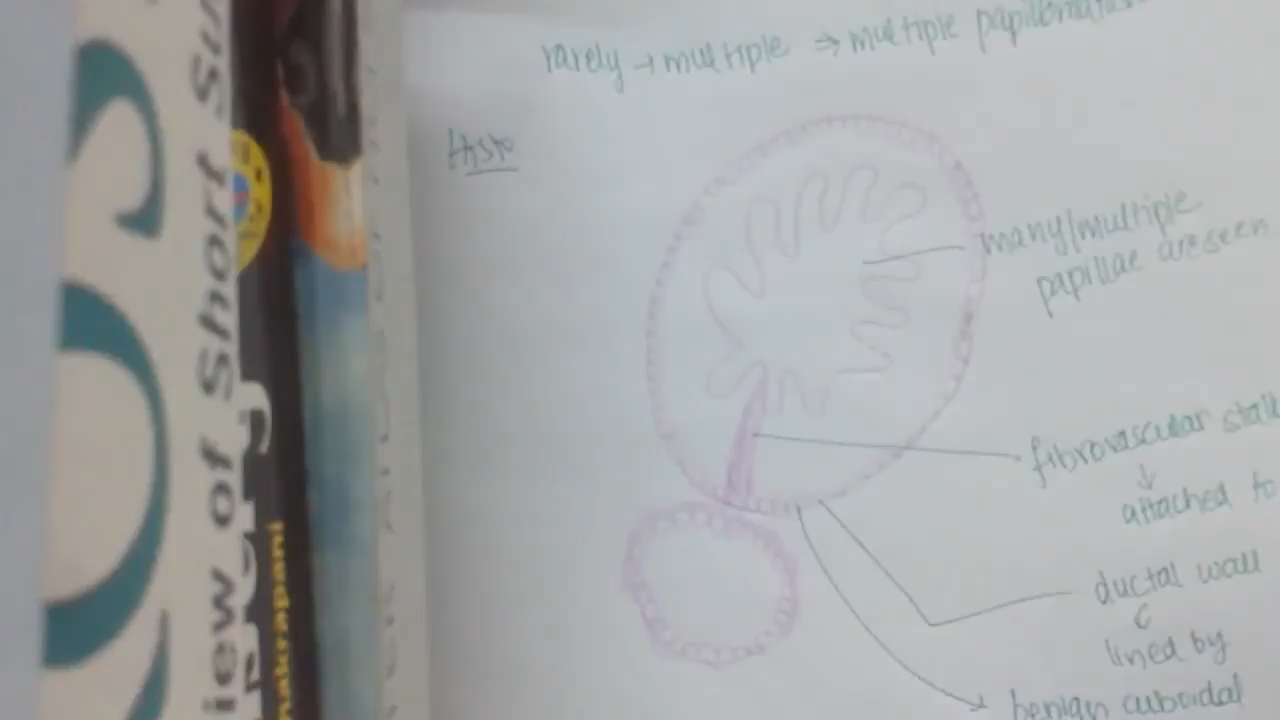 rarely → multiple ⇒ multiple
Histo
many/multiple
papillae are seen
fibrovascular
↓
attached to
ductal wall
lined by
benign cuboidal
iew of Short
nakrapani